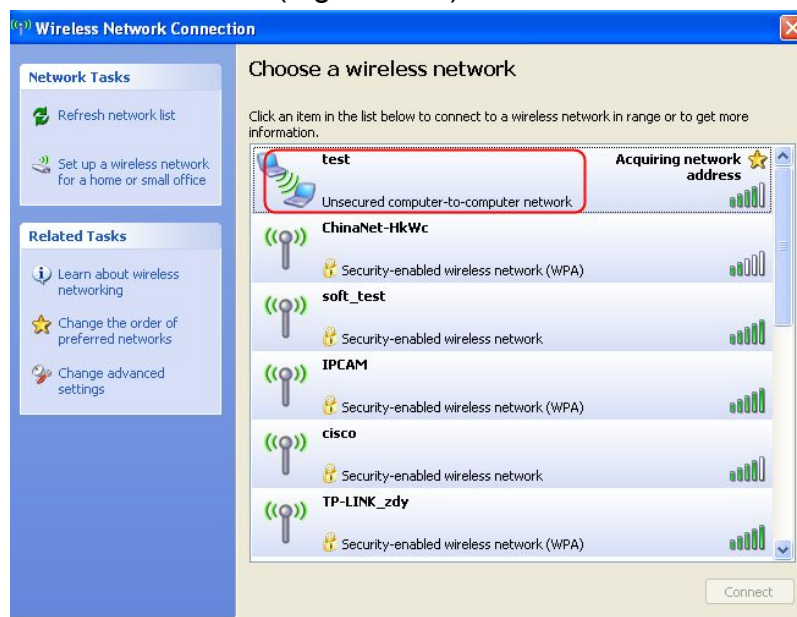 Wireless Network Connection
Network Tasks
Refresh network list
Set up a wireless network
for a home or small office
Related Tasks
Learn about wireless
networking
Change the order of
preferred networks
Change advanced
settings
Choose a wireless network
Click an item in the list below to connect to a wireless network in range or to get more
information.
test
Acquiring network
address
Unsecured computer-to-computer network
ChinaNet-HkWc
Security-enabled wireless network (WPA)
soft_test
Security-enabled wireless network
IPCAM
Security-enabled wireless network (WPA)
cisco
Security-enabled wireless network
TP-LINK_zdy
Security-enabled wireless network (WPA)
Connect